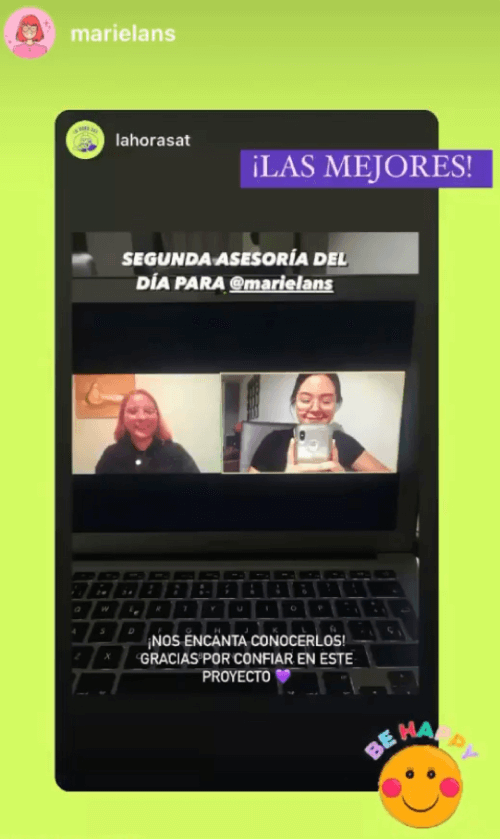 marielans
lahorasat
¡LAS MEJORES!
SEGUNDA ASESORÍA DEL
DÍA PARA @marielans
¡NOS ENCANTA CONOCERLOS!
GRACIAS POR CONFIAR EN ESTE
PROYECTO 💜
BE HAPPY